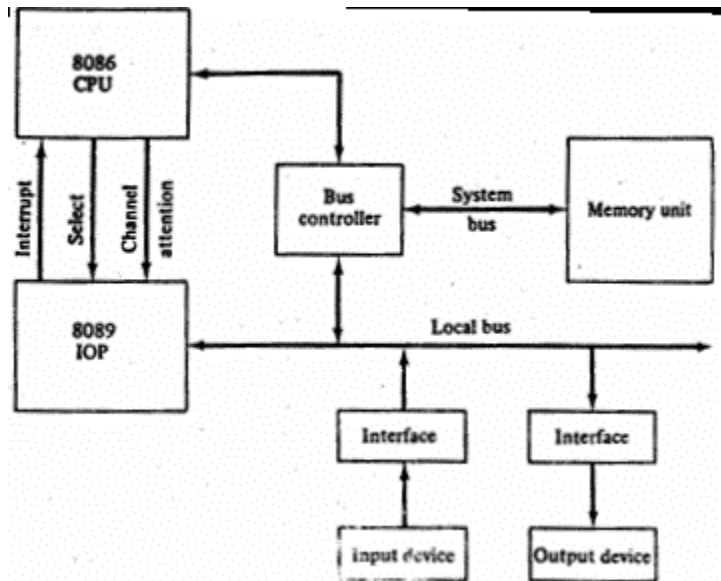 8086
CPU
Interrupt
Select
Channel
attention
Bus
controller
System
bus
Memory unit
8089
IOP
Local bus
Interface
Interface
Input device
Output device